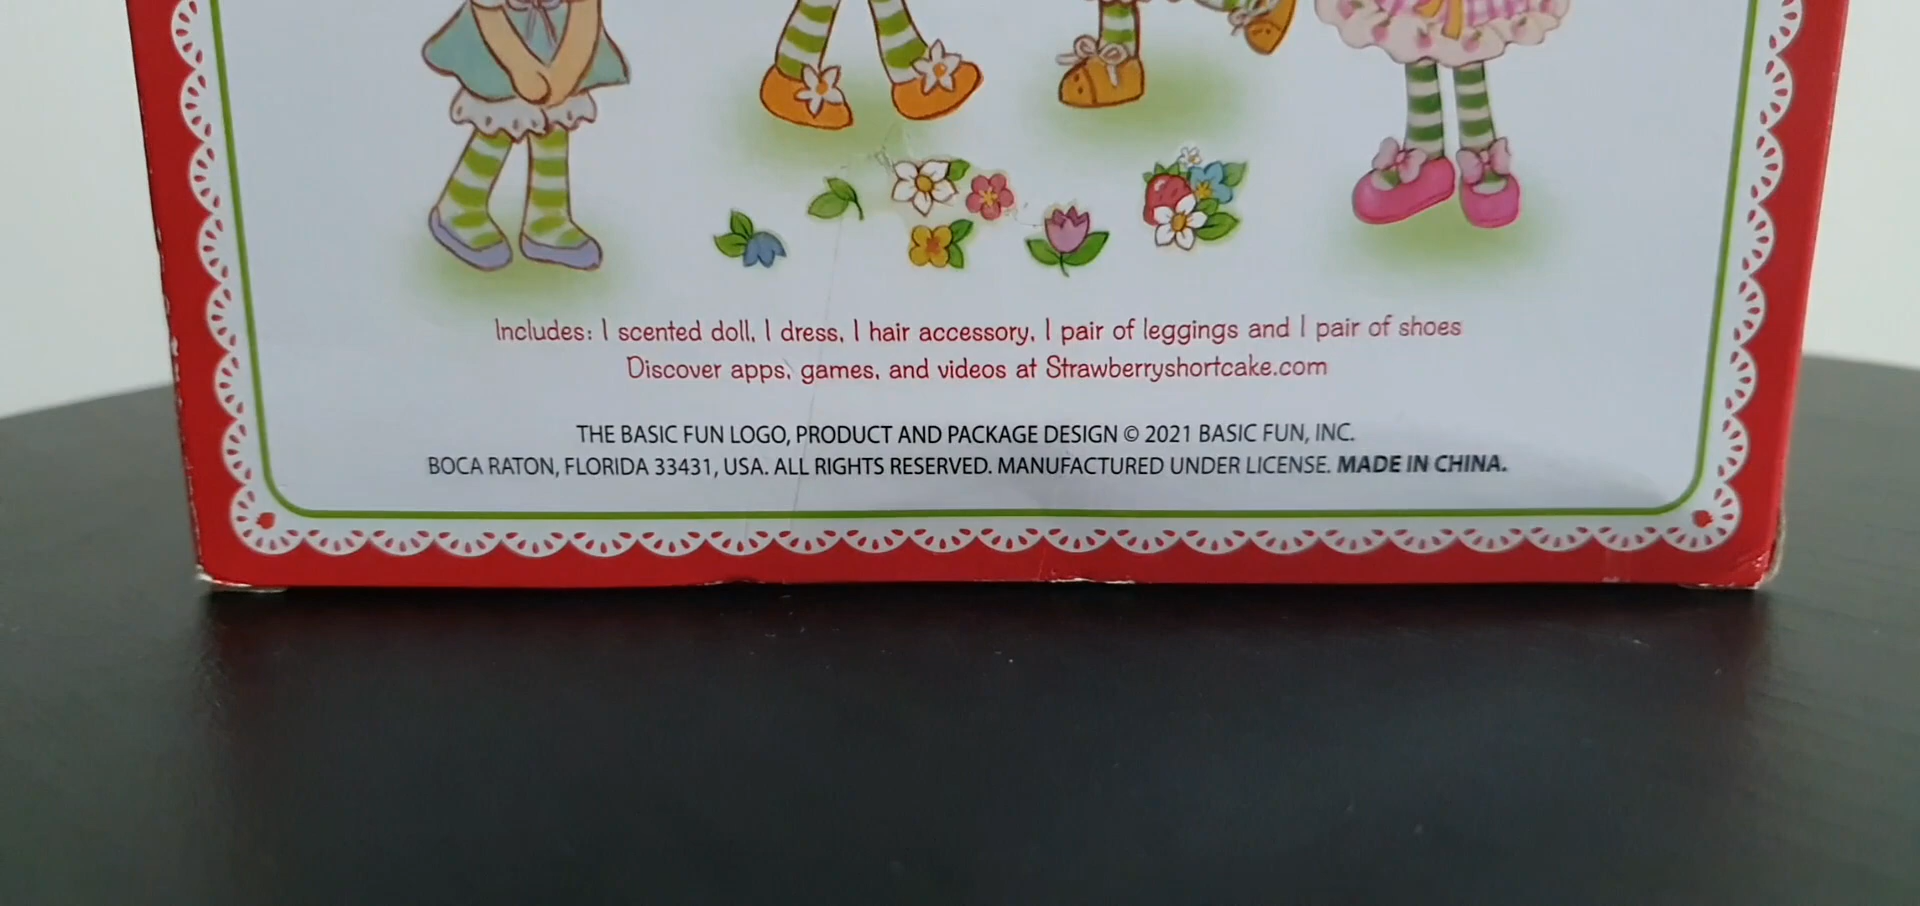 Includes: 1 scented doll, 1 dress, 1 hair accessory, 1 pair of leggings and 1 pair of shoes
Discover apps, games, and videos at Strawberryshortcake.com
THE BASIC FUN LOGO, PRODUCT AND PACKAGE DESIGN © 2021 BASIC FUN, INC.
BOCA RATON, FLORIDA 33431, USA. ALL RIGHTS RESERVED. MANUFACTURED UNDER LICENSE. MADE IN CHINA.